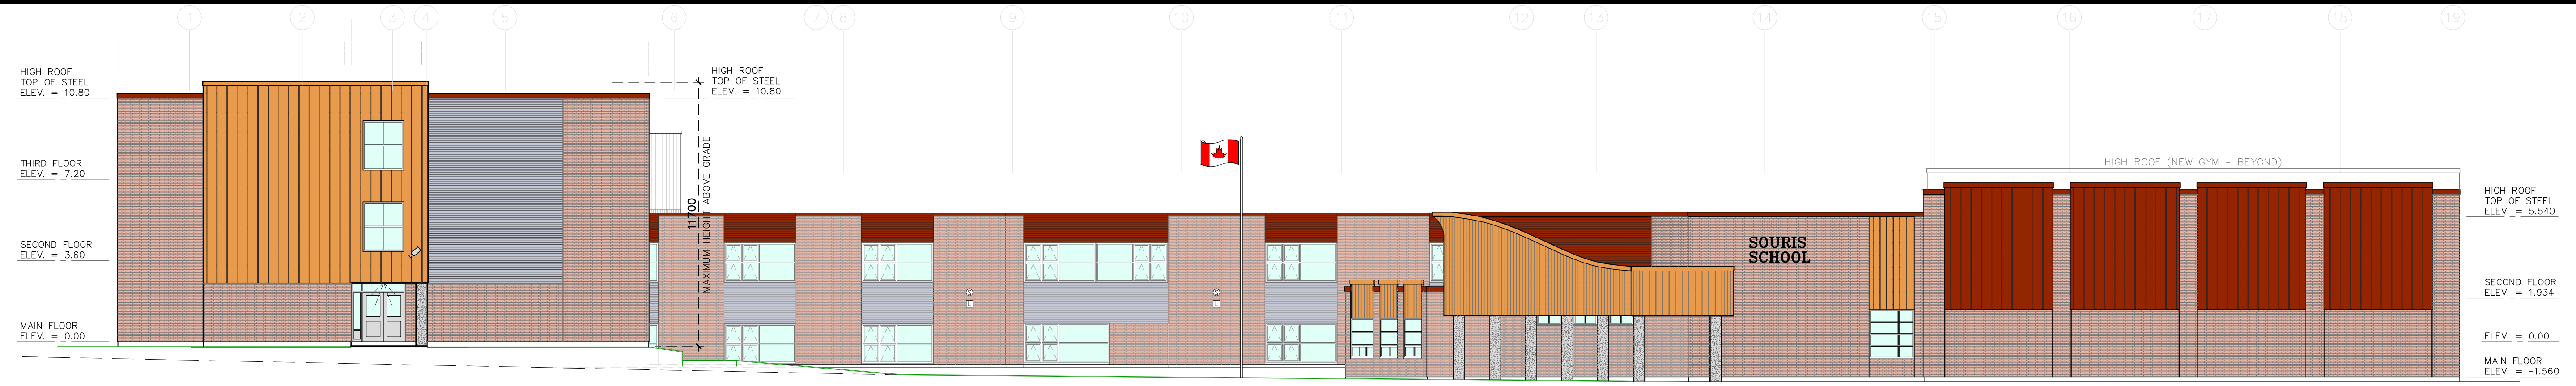 1 2 3 4 5 6 7 8 9 10 11 12 13 14 15 16 17 18 19
HIGH ROOF
TOP OF STEEL
ELEV. = 10.80
THIRD FLOOR
ELEV. = 7.20
SECOND FLOOR
ELEV. = 3.60
MAIN FLOOR
ELEV. = 0.00
HIGH ROOF
TOP OF STEEL
ELEV. = 10.80
11700
MAXIMUM HEIGHT ABOVE GRADE
SOURIS
SCHOOL
HIGH ROOF (NEW GYM - BEYOND)
HIGH ROOF
TOP OF STEEL
ELEV. = 5.540
SECOND FLOOR
ELEV. = 1.934
ELEV. = 0.00
MAIN FLOOR
ELEV. = -1.560